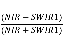 (NIR − SWIR1)
(NIR + SWIR1)